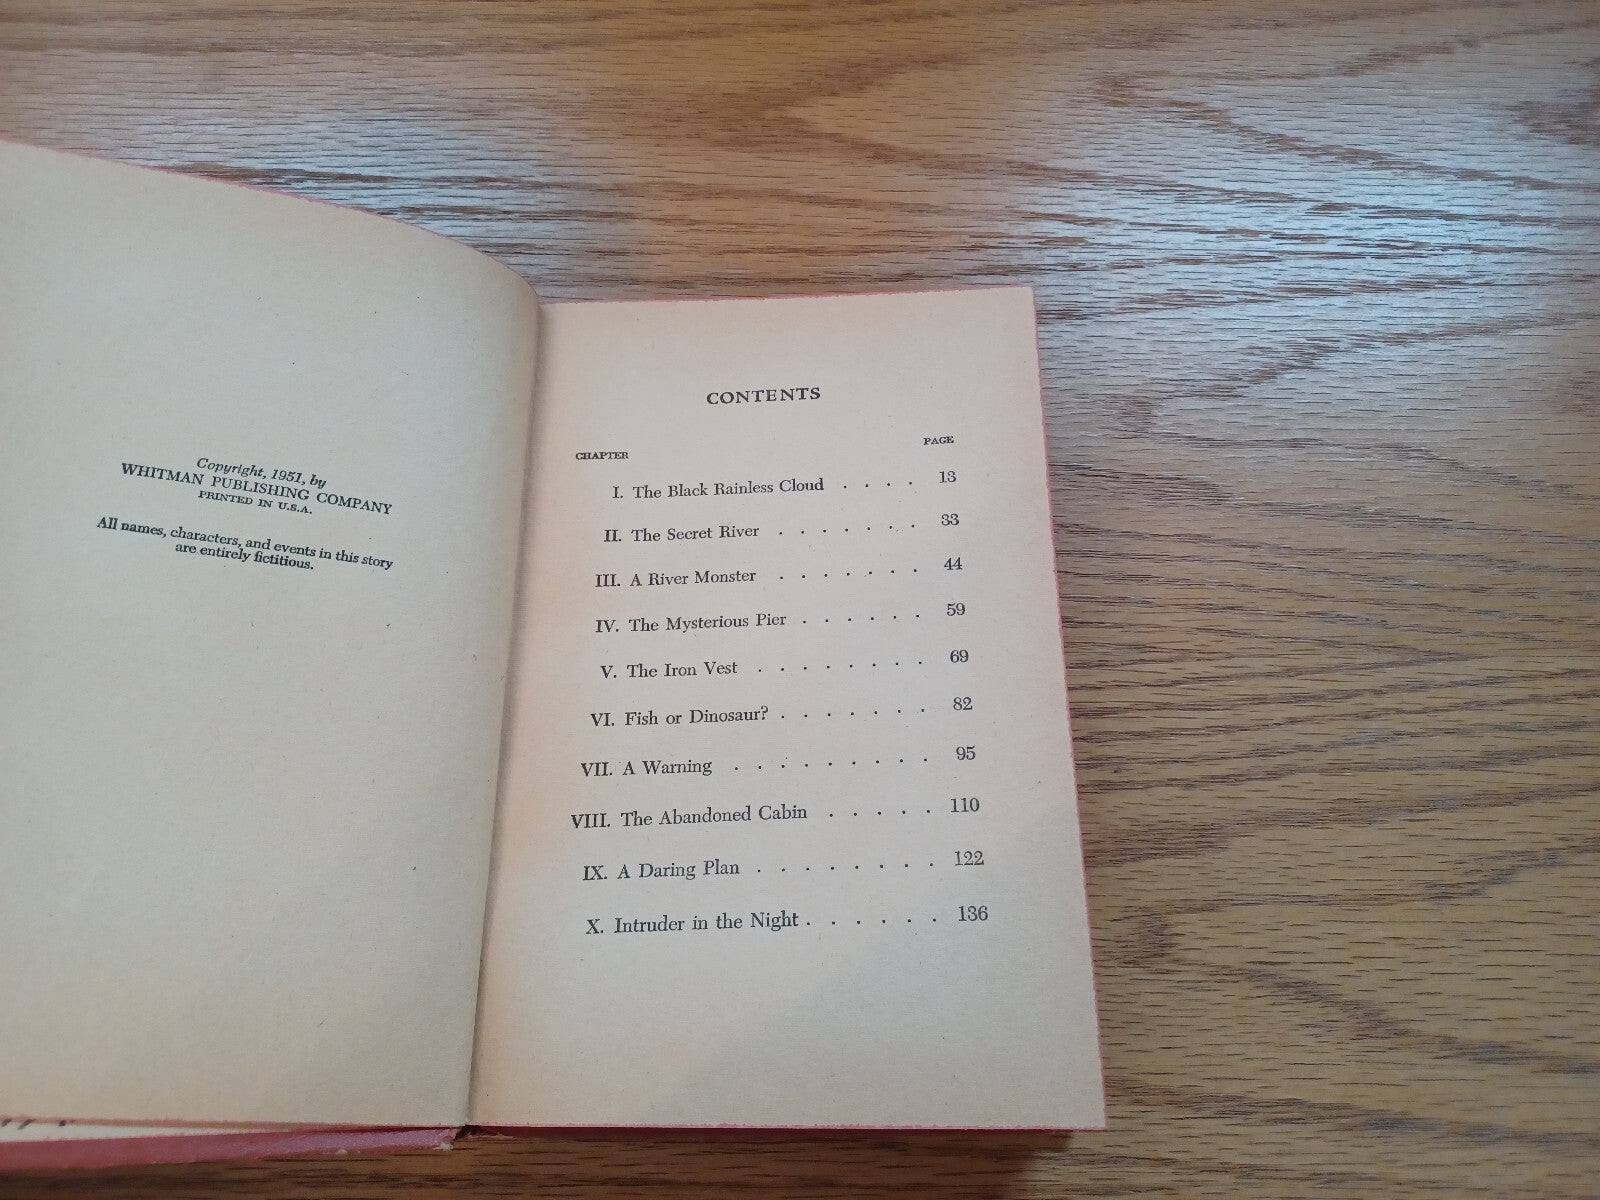 Copyright, 1951, by
WHITMAN PUBLISHING COMPANY
PRINTED IN U.S.A.
All names, characters, and events in this story
are entirely fictitious.
CONTENTS
CHAPTER PAGE
I. The Black Rainless Cloud . . . . 13
II. The Secret River . . . . . . . 33
III. A River Monster . . . . . . . 44
IV. The Mysterious Pier . . . . . . 59
V. The Iron Vest . . . . . . . . 69
VI. Fish or Dinosaur? . . . . . . . 82
VII. A Warning . . . . . . . . . 95
VIII. The Abandoned Cabin . . . . . 110
IX. A Daring Plan . . . . . . . . 122
X. Intruder in the Night . . . . . . 136